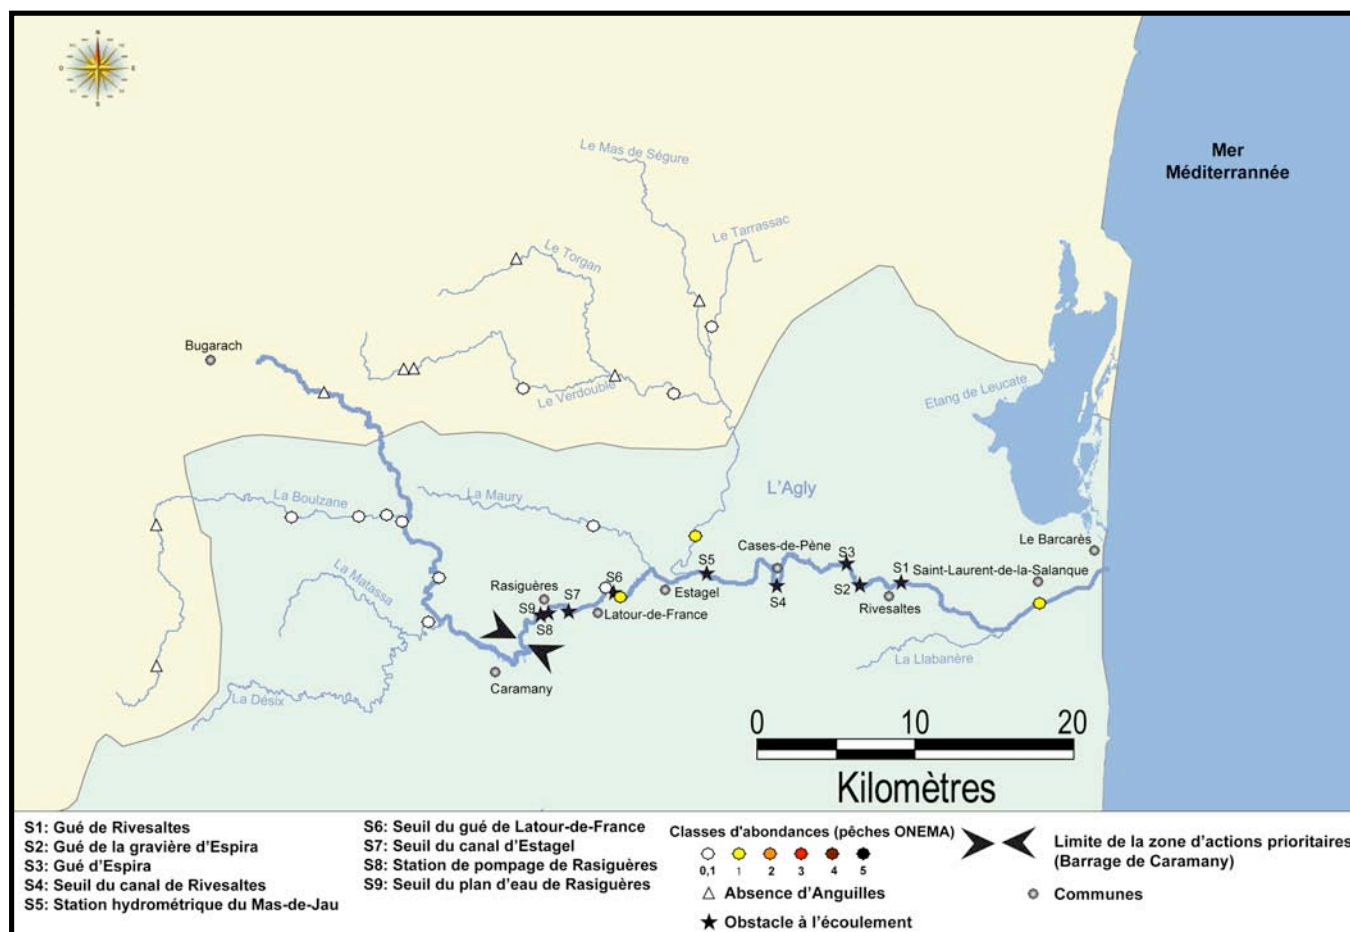 N
O
E
S
Mer
Méditerrannée
Le Mas de Ségure
Le Tarrassac
Le Torgan
Bugarach
Le Verdouble
Etang de Leucate
La Boulzane
La Maury
L'Agly
Cases-de-Pène
S3
Le Barcarès
S5
S1
Saint-Laurent-de-la-Salanque
La Matassa
Rasiguères
S7
S6
S2
S4
Estagel
Rivesaltes
S9
S8
Latour-de-France
La Llabanère
Caramany
La Désix
0 10 20
Kilomètres
S1: Gué de Rivesaltes
S2: Gué de la gravière d'Espira
S3: Gué d'Espira
S4: Seuil du canal de Rivesaltes
S5: Station hydrométrique du Mas-de-Jau
S6: Seuil du gué de Latour-de-France
S7: Seuil du canal d'Estagel
S8: Station de pompage de Rasiguères
S9: Seuil du plan d'eau de Rasiguères
Classes d'abondances (pêches ONEMA)
0,1 1 2 3 4 5
Absence d'Anguilles
Obstacle à l'écoulement
Limite de la zone d'actions prioritaires
(Barrage de Caramany)
Communes